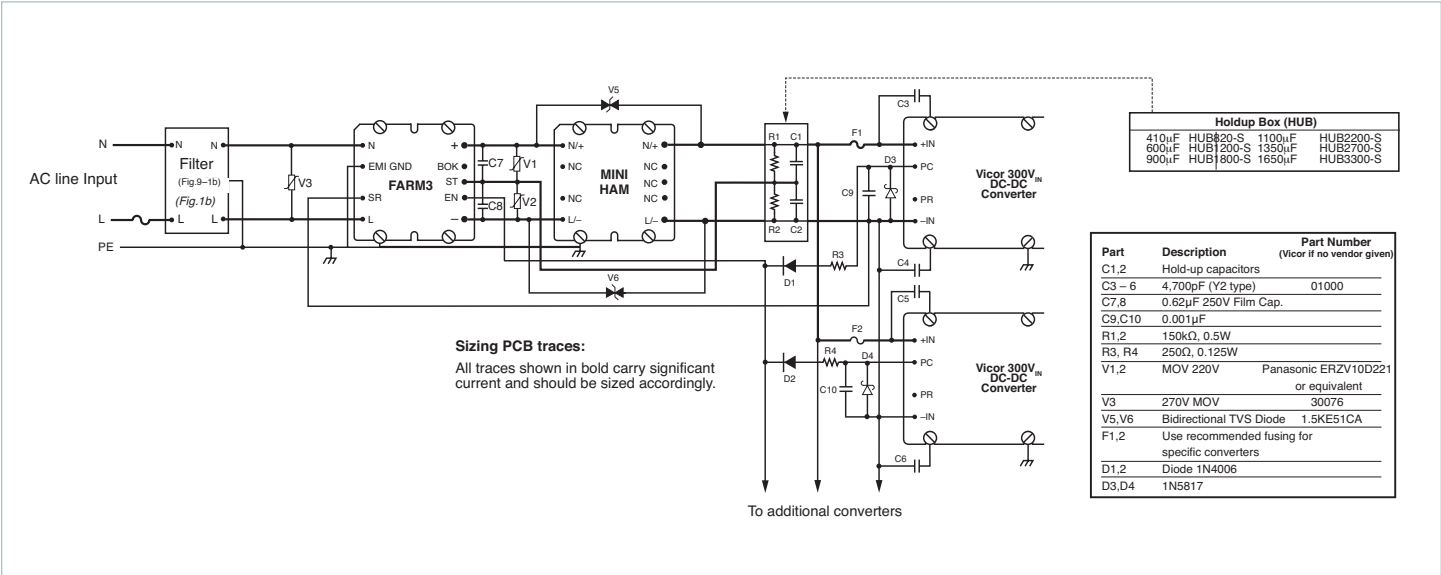 AC line Input
N
L
PE
N N
Filter
(Fig.9–1b)
(Fig.1b)
L L
V3
N
EMI GND
SR
L
FARM3
+
BOK
ST
EN
–
C7
C8
V1
V2
V5
V6
N/+
NC
L/–
MINI
HAM
N/+
NC
NC
NC
L/–
R1 C1
R2 C2
F1
C3
C9
D3
C4
R3
D1
+IN
PC
PR
–IN
Vicor 300VIN
DC-DC
Converter
C5
F2
R4 D4
D2
C10
C6
+IN
PC
PR
–IN
Vicor 300VIN
DC-DC
Converter
To additional converters
Sizing PCB traces:
All traces shown in bold carry significant
current and should be sized accordingly.
Holdup Box (HUB)
410µF HUB820-S 1100µF HUB2200-S
600µF HUB1200-S 1350µF HUB2700-S
900µF HUB1800-S 1650µF HUB3300-S
Part Description Part Number
(Vicor if no vendor given)
C1,2 Hold-up capacitors
C3 – 6 4,700pF (Y2 type) 01000
C7,8 0.62µF 250V Film Cap.
C9,C10 0.001µF
R1,2 150kΩ, 0.5W
R3, R4 250Ω, 0.125W
V1,2 MOV 220V Panasonic ERZV10D221
or equivalent
V3 270V MOV 30076
V5,V6 Bidirectional TVS Diode 1.5KE51CA
F1,2 Use recommended fusing for
specific converters
D1,2 Diode 1N4006
D3,D4 1N5817